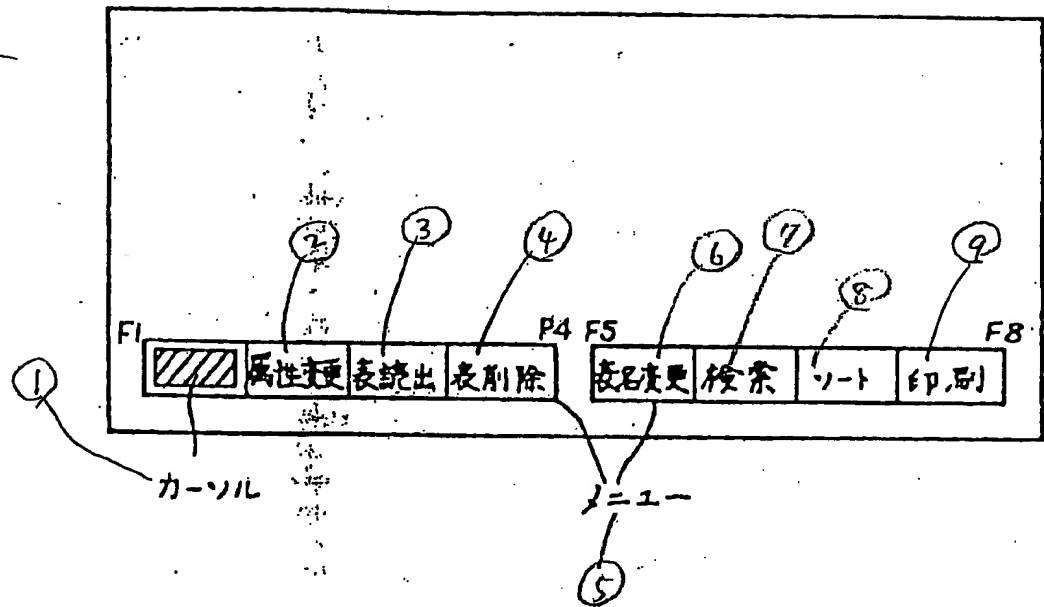 ② ③ ④ ⑥ ⑦ ⑧ ⑨
F1 F4 F5 F8
① 属性変更 表読出 表削除 表名変更 検索 ソート 印刷
カーソル メニュー
⑤